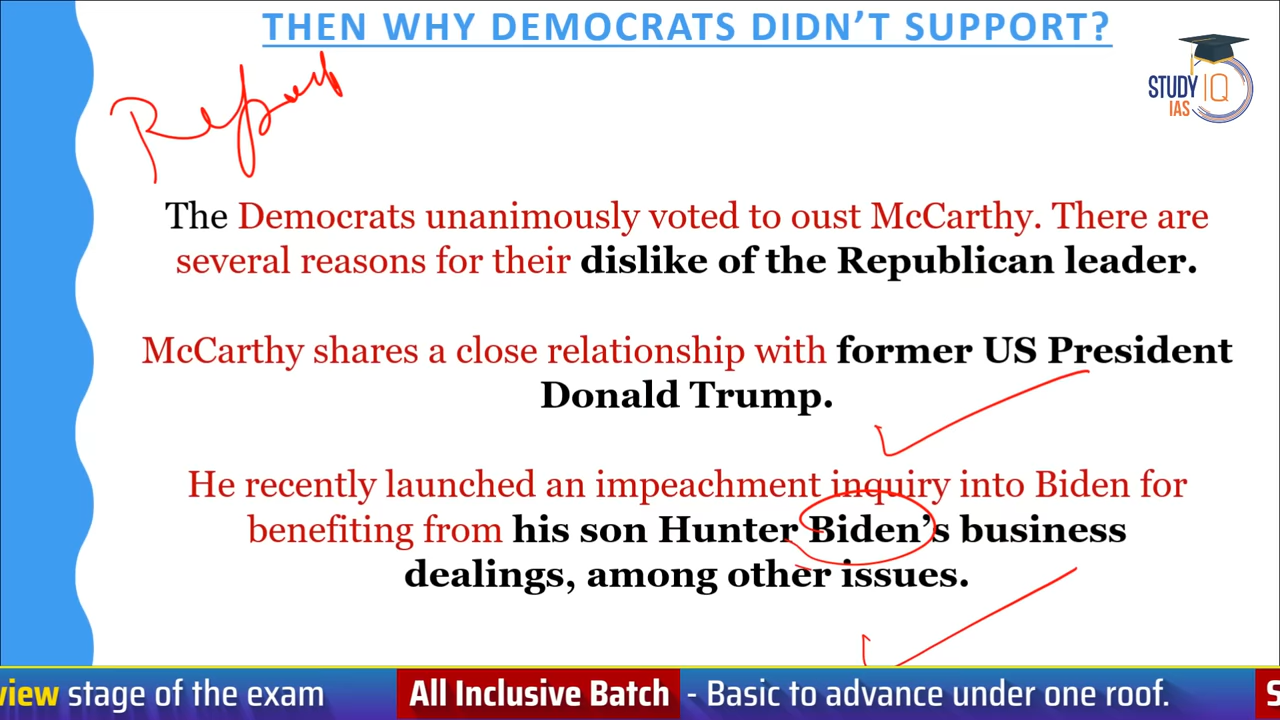 THEN WHY DEMOCRATS DIDN'T SUPPORT?
STUDY IQ
IAS
The Democrats unanimously voted to oust McCarthy. There are
several reasons for their dislike of the Republican leader.
McCarthy shares a close relationship with former US President
Donald Trump.
He recently launched an impeachment inquiry into Biden for
benefiting from his son Hunter Biden's business
dealings, among other issues.
view stage of the exam All Inclusive Batch - Basic to advance under one roof. S